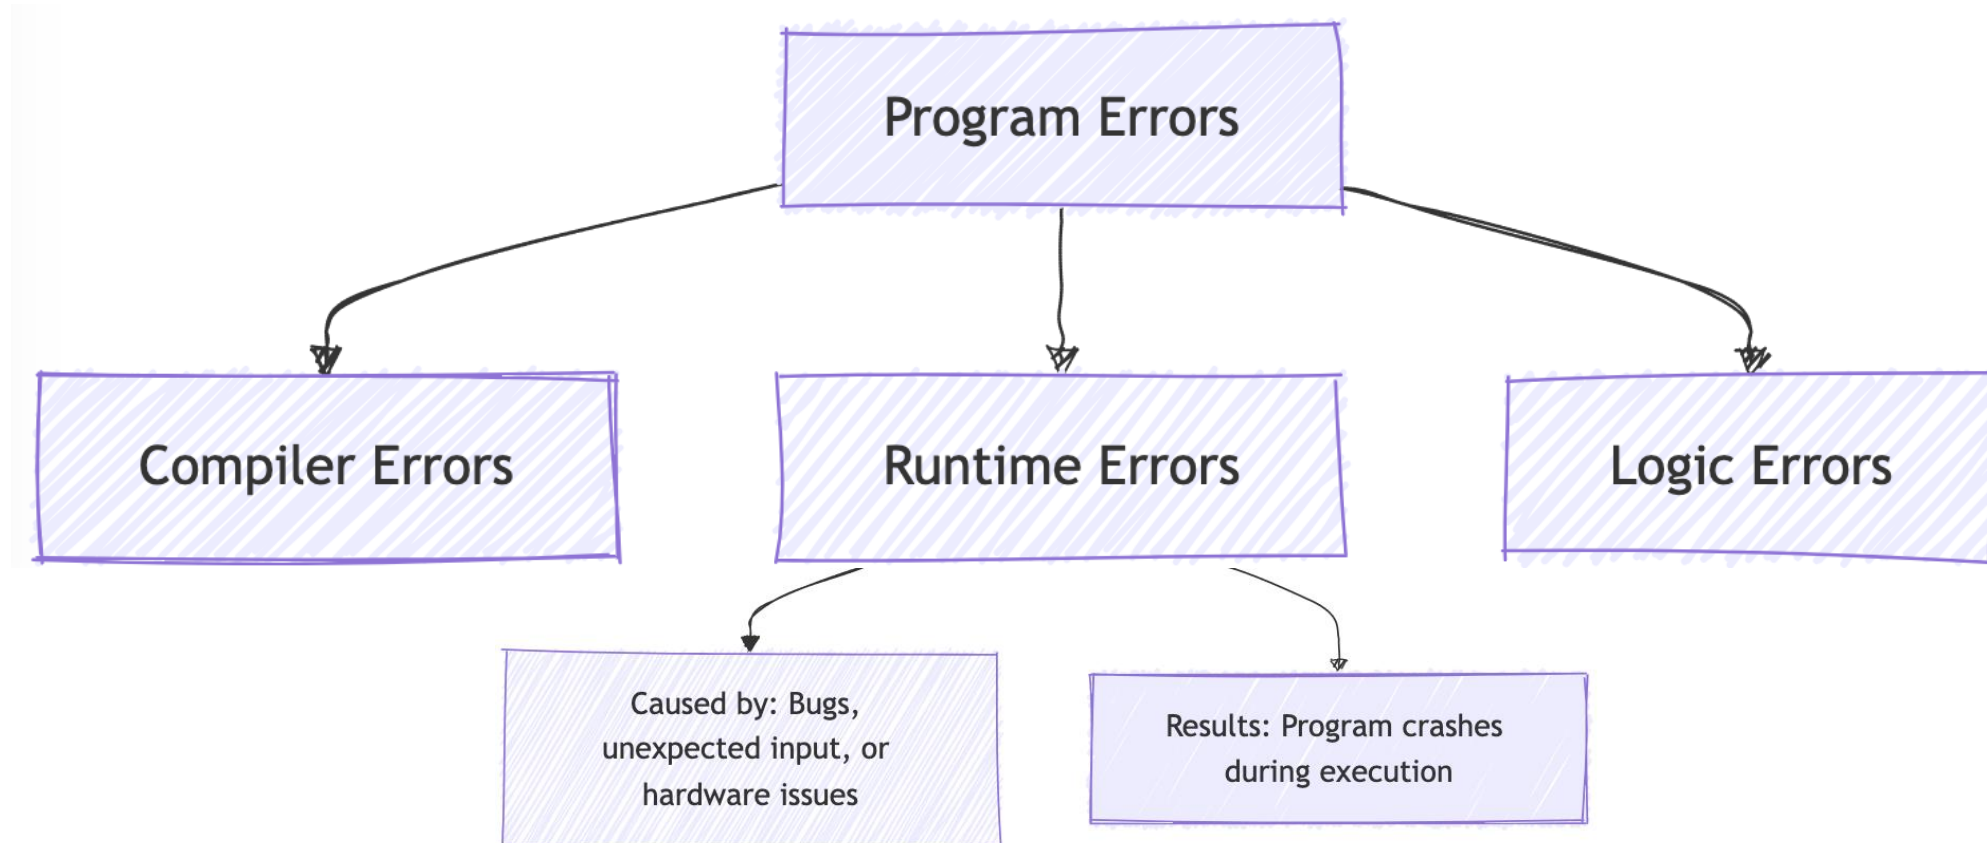 Program Errors
Compiler Errors
Runtime Errors
Logic Errors
Caused by: Bugs,
unexpected input, or
hardware issues
Results: Program crashes
during execution